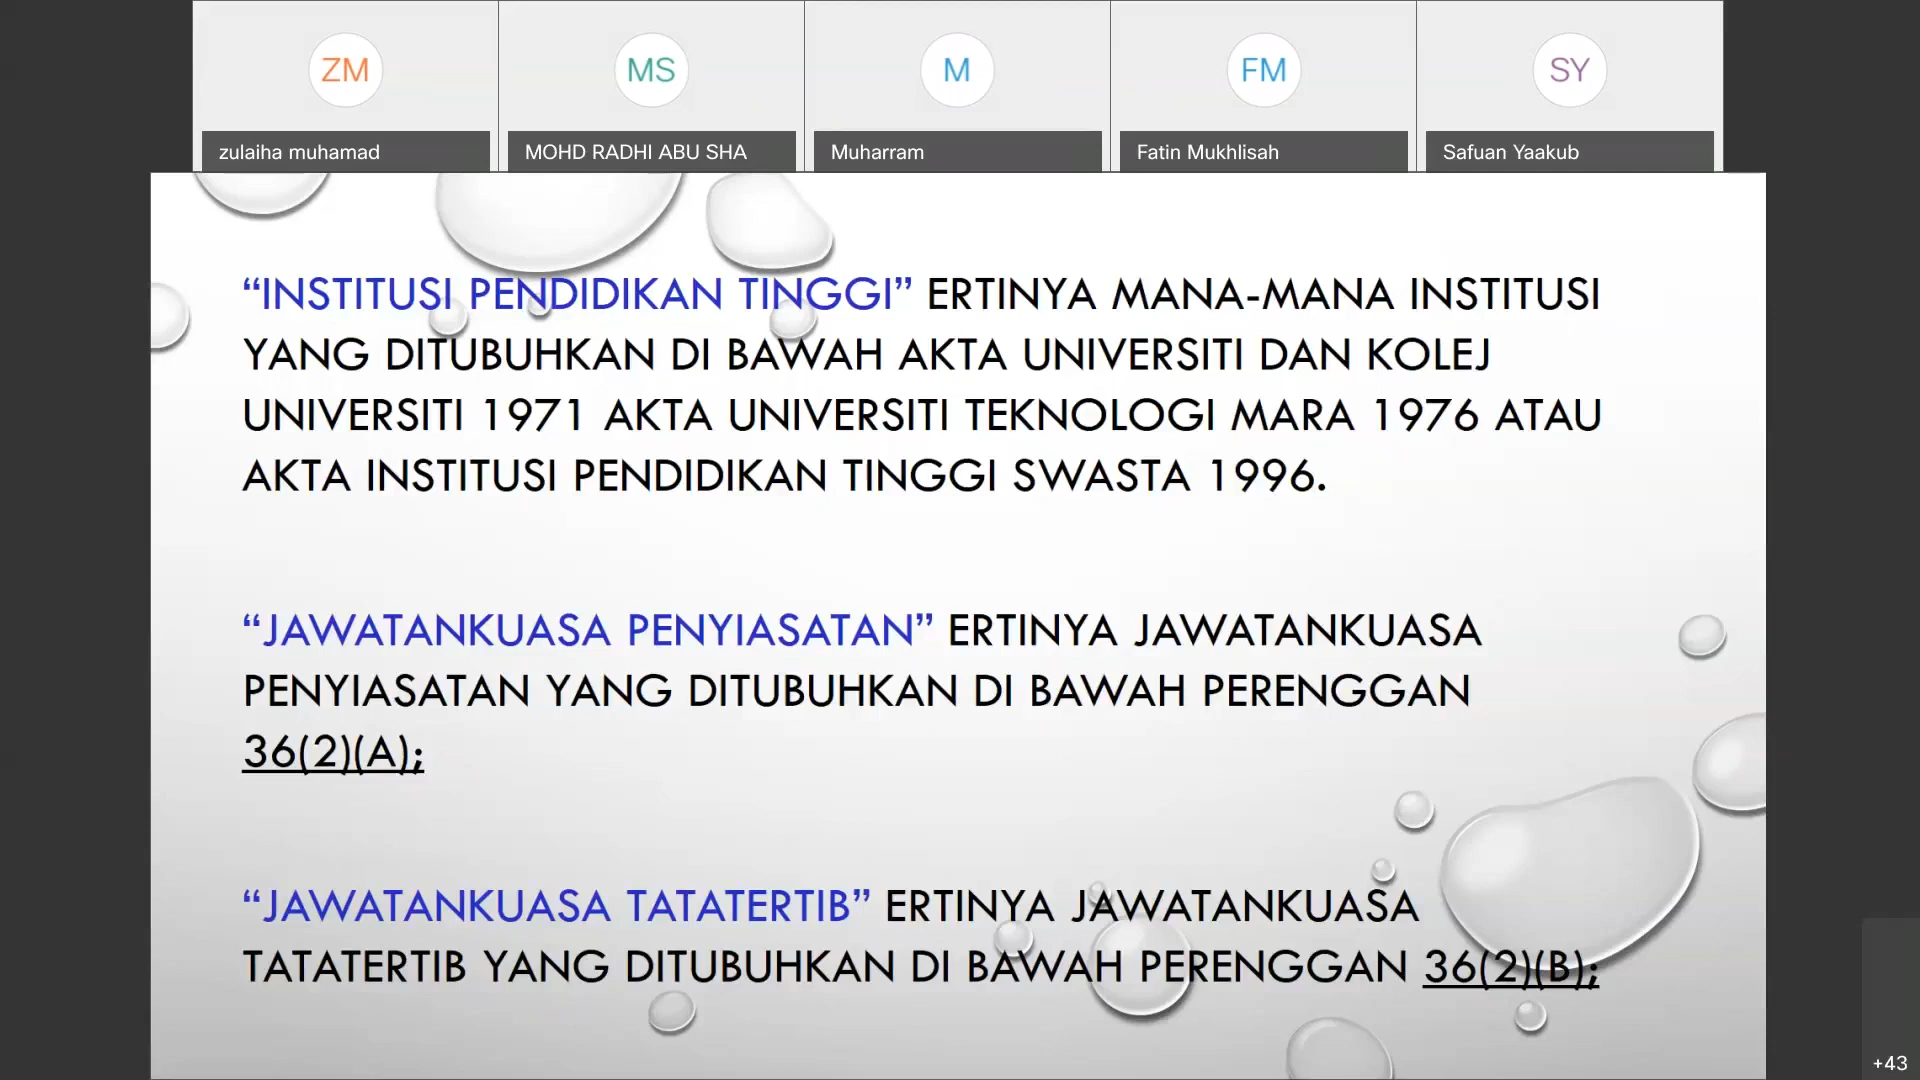 ZM
MS
M
FM
SY
zulaiha muhamad
MOHD RADHI ABU SHA
Muharram
Fatin Mukhlisah
Safuan Yaakub
“INSTITUSI PENDIDIKAN TINGGI” ERTINYA MANA-MANA INSTITUSI
YANG DITUBUHKAN DI BAWAH AKTA UNIVERSITI DAN KOLEJ
UNIVERSITI 1971 AKTA UNIVERSITI TEKNOLOGI MARA 1976 ATAU
AKTA INSTITUSI PENDIDIKAN TINGGI SWASTA 1996.
“JAWATANKUASA PENYIASATAN” ERTINYA JAWATANKUASA
PENYIASATAN YANG DITUBUHKAN DI BAWAH PERENGGAN
36(2)(A);
“JAWATANKUASA TATATERTIB” ERTINYA JAWATANKUASA
TATATERTIB YANG DITUBUHKAN DI BAWAH PERENGGAN 36(2)(B);
+43